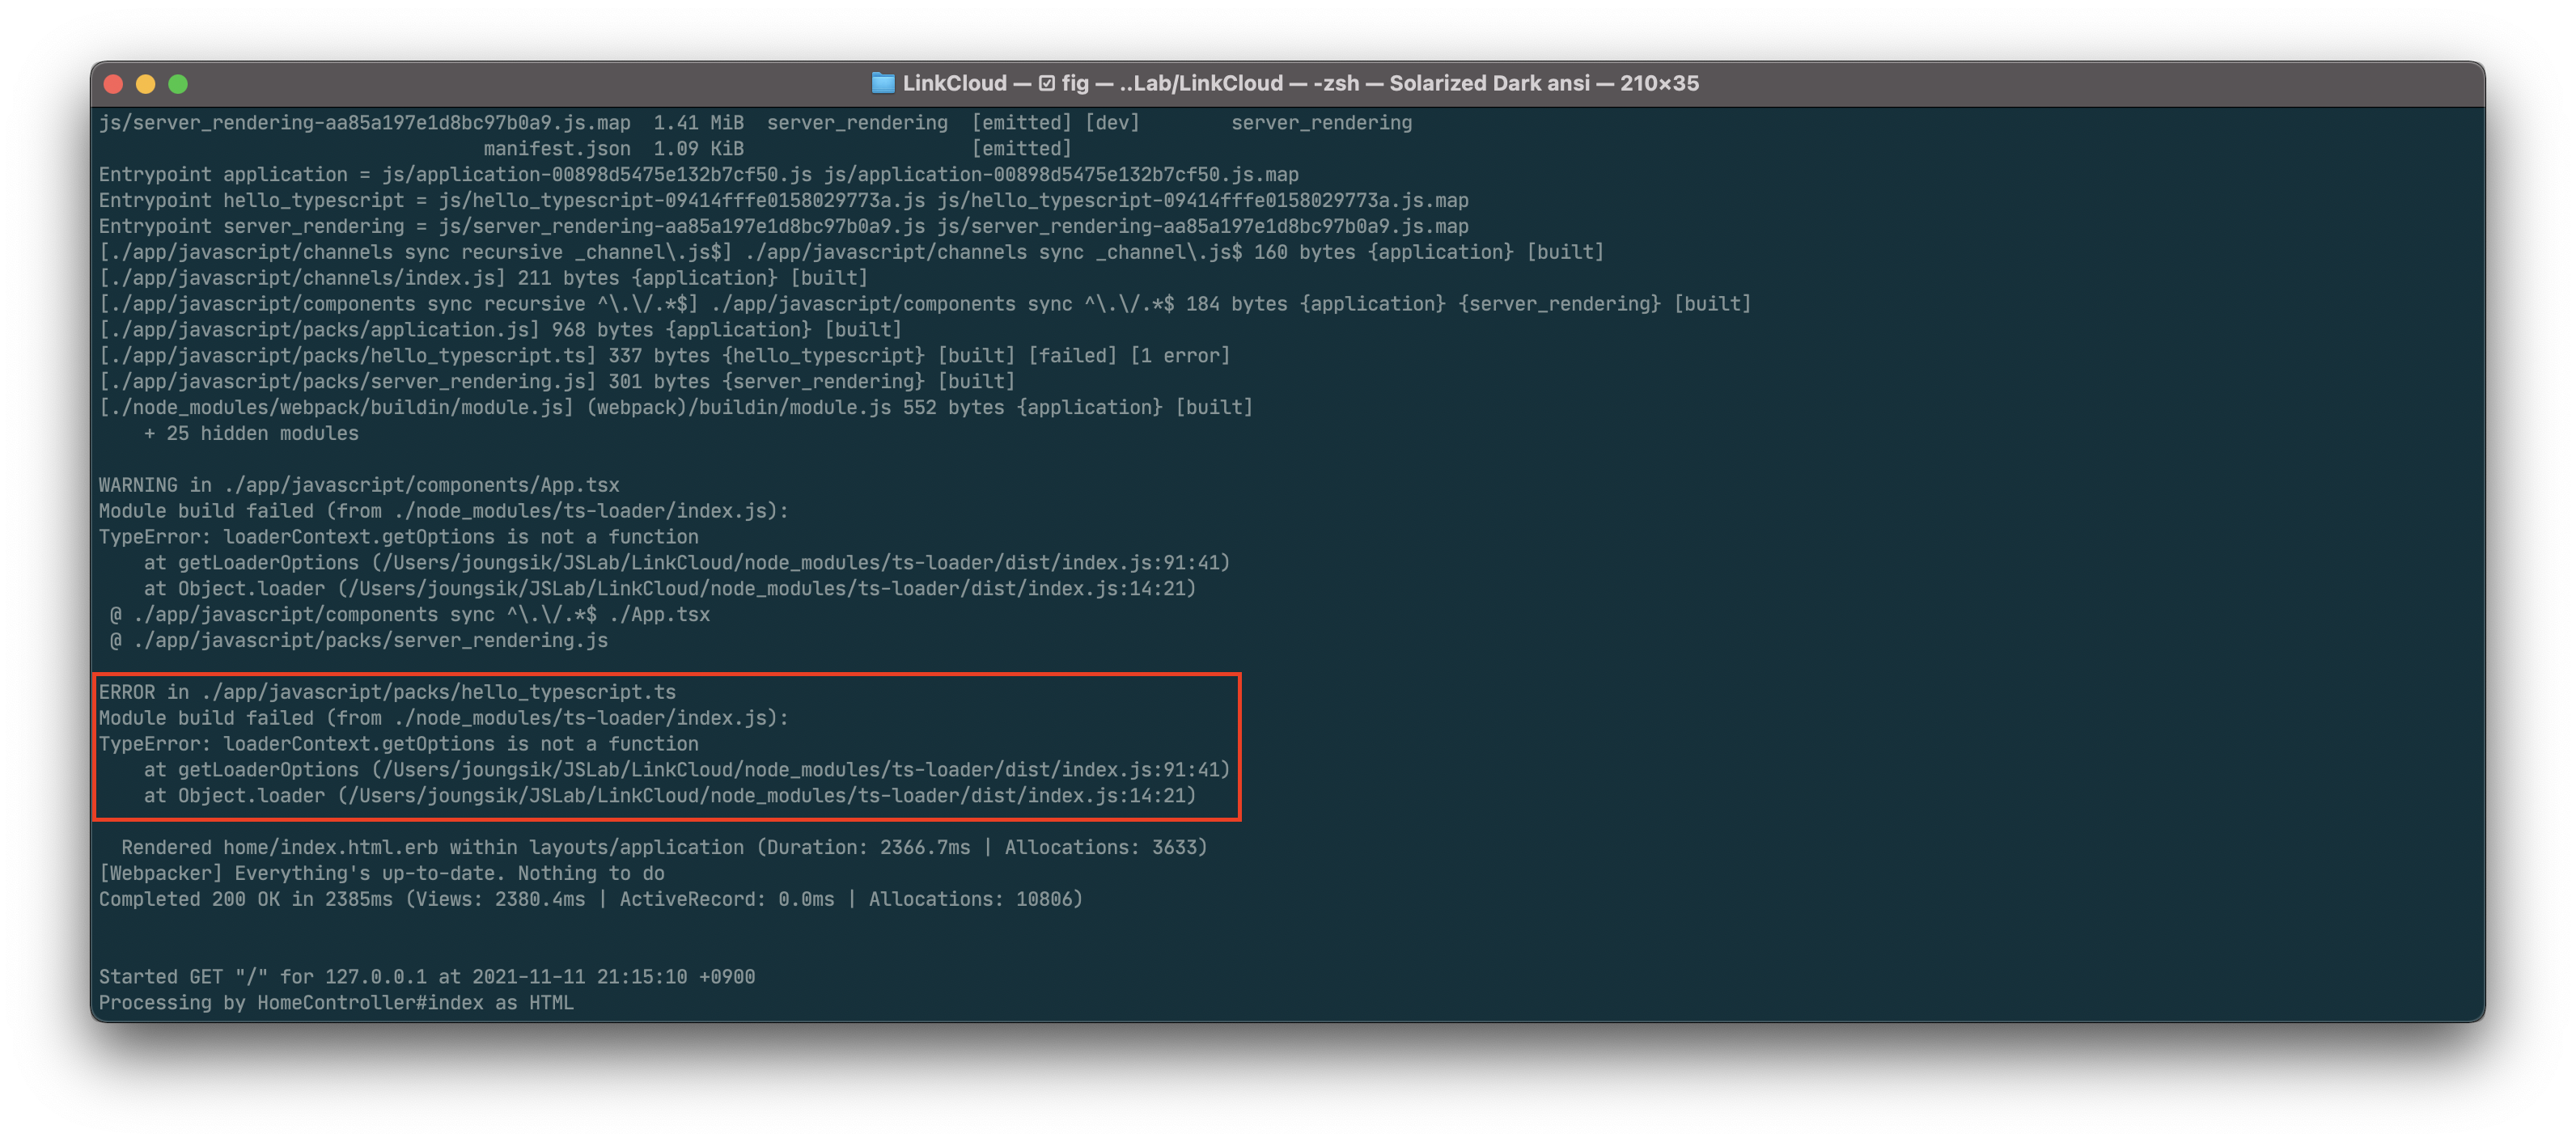 LinkCloud — ☑ fig — ..Lab/LinkCloud — -zsh — Solarized Dark ansi — 210×35
js/server_rendering-aa85a197e1d8bc97b0a9.js.map  1.41 MiB  server_rendering  [emitted] [dev]        server_rendering
                                  manifest.json  1.09 KiB                    [emitted]
Entrypoint application = js/application-00898d5475e132b7cf50.js js/application-00898d5475e132b7cf50.js.map
Entrypoint hello_typescript = js/hello_typescript-09414fffe0158029773a.js js/hello_typescript-09414fffe0158029773a.js.map
Entrypoint server_rendering = js/server_rendering-aa85a197e1d8bc97b0a9.js js/server_rendering-aa85a197e1d8bc97b0a9.js.map
[./app/javascript/channels sync recursive _channel\.js$] ./app/javascript/channels sync _channel\.js$ 160 bytes {application} [built]
[./app/javascript/channels/index.js] 211 bytes {application} [built]
[./app/javascript/components sync recursive ^\.\/.*$] ./app/javascript/components sync ^\.\/.*$ 184 bytes {application} {server_rendering} [built]
[./app/javascript/packs/application.js] 968 bytes {application} [built]
[./app/javascript/packs/hello_typescript.ts] 337 bytes {hello_typescript} [built] [failed] [1 error]
[./app/javascript/packs/server_rendering.js] 301 bytes {server_rendering} [built]
[./node_modules/webpack/buildin/module.js] (webpack)/buildin/module.js 552 bytes {application} [built]
    + 25 hidden modules
WARNING in ./app/javascript/components/App.tsx
Module build failed (from ./node_modules/ts-loader/index.js):
TypeError: loaderContext.getOptions is not a function
    at getLoaderOptions (/Users/joungsik/JSLab/LinkCloud/node_modules/ts-loader/dist/index.js:91:41)
    at Object.loader (/Users/joungsik/JSLab/LinkCloud/node_modules/ts-loader/dist/index.js:14:21)
 @ ./app/javascript/components sync ^\.\/.*$ ./App.tsx
 @ ./app/javascript/packs/server_rendering.js
ERROR in ./app/javascript/packs/hello_typescript.ts
Module build failed (from ./node_modules/ts-loader/index.js):
TypeError: loaderContext.getOptions is not a function
    at getLoaderOptions (/Users/joungsik/JSLab/LinkCloud/node_modules/ts-loader/dist/index.js:91:41)
    at Object.loader (/Users/joungsik/JSLab/LinkCloud/node_modules/ts-loader/dist/index.js:14:21)
  Rendered home/index.html.erb within layouts/application (Duration: 2366.7ms | Allocations: 3633)
[Webpacker] Everything's up-to-date. Nothing to do
Completed 200 OK in 2385ms (Views: 2380.4ms | ActiveRecord: 0.0ms | Allocations: 10806)
Started GET "/" for 127.0.0.1 at 2021-11-11 21:15:10 +0900
Processing by HomeController#index as HTML